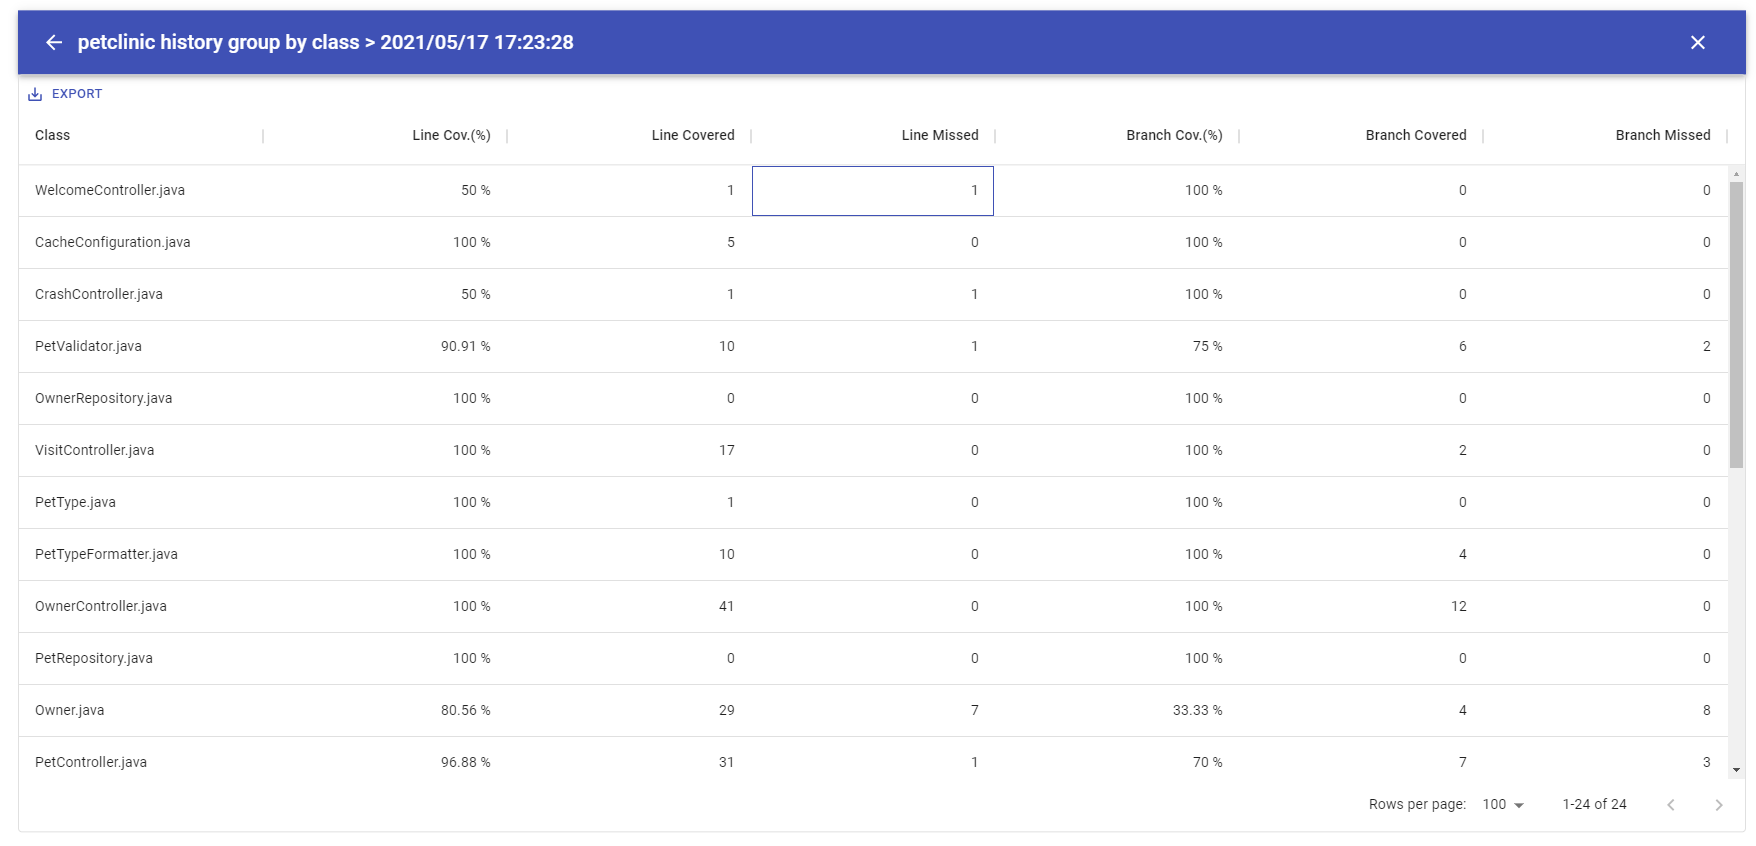 petclinic history group by class > 2021/05/17 17:23:28
EXPORT
Class Line Cov.(%) Line Covered Line Missed Branch Cov.(%) Branch Covered Branch Missed
WelcomeController.java 50 % 1 1 100 % 0 0
CacheConfiguration.java 100 % 5 0 100 % 0 0
CrashController.java 50 % 1 1 100 % 0 0
PetValidator.java 90.91 % 10 1 75 % 6 2
OwnerRepository.java 100 % 0 0 100 % 0 0
VisitController.java 100 % 17 0 100 % 2 0
PetType.java 100 % 1 0 100 % 0 0
PetTypeFormatter.java 100 % 10 0 100 % 4 0
OwnerController.java 100 % 41 0 100 % 12 0
PetRepository.java 100 % 0 0 100 % 0 0
Owner.java 80.56 % 29 7 33.33 % 4 8
PetController.java 96.88 % 31 1 70 % 7 3
Rows per page: 100 1-24 of 24